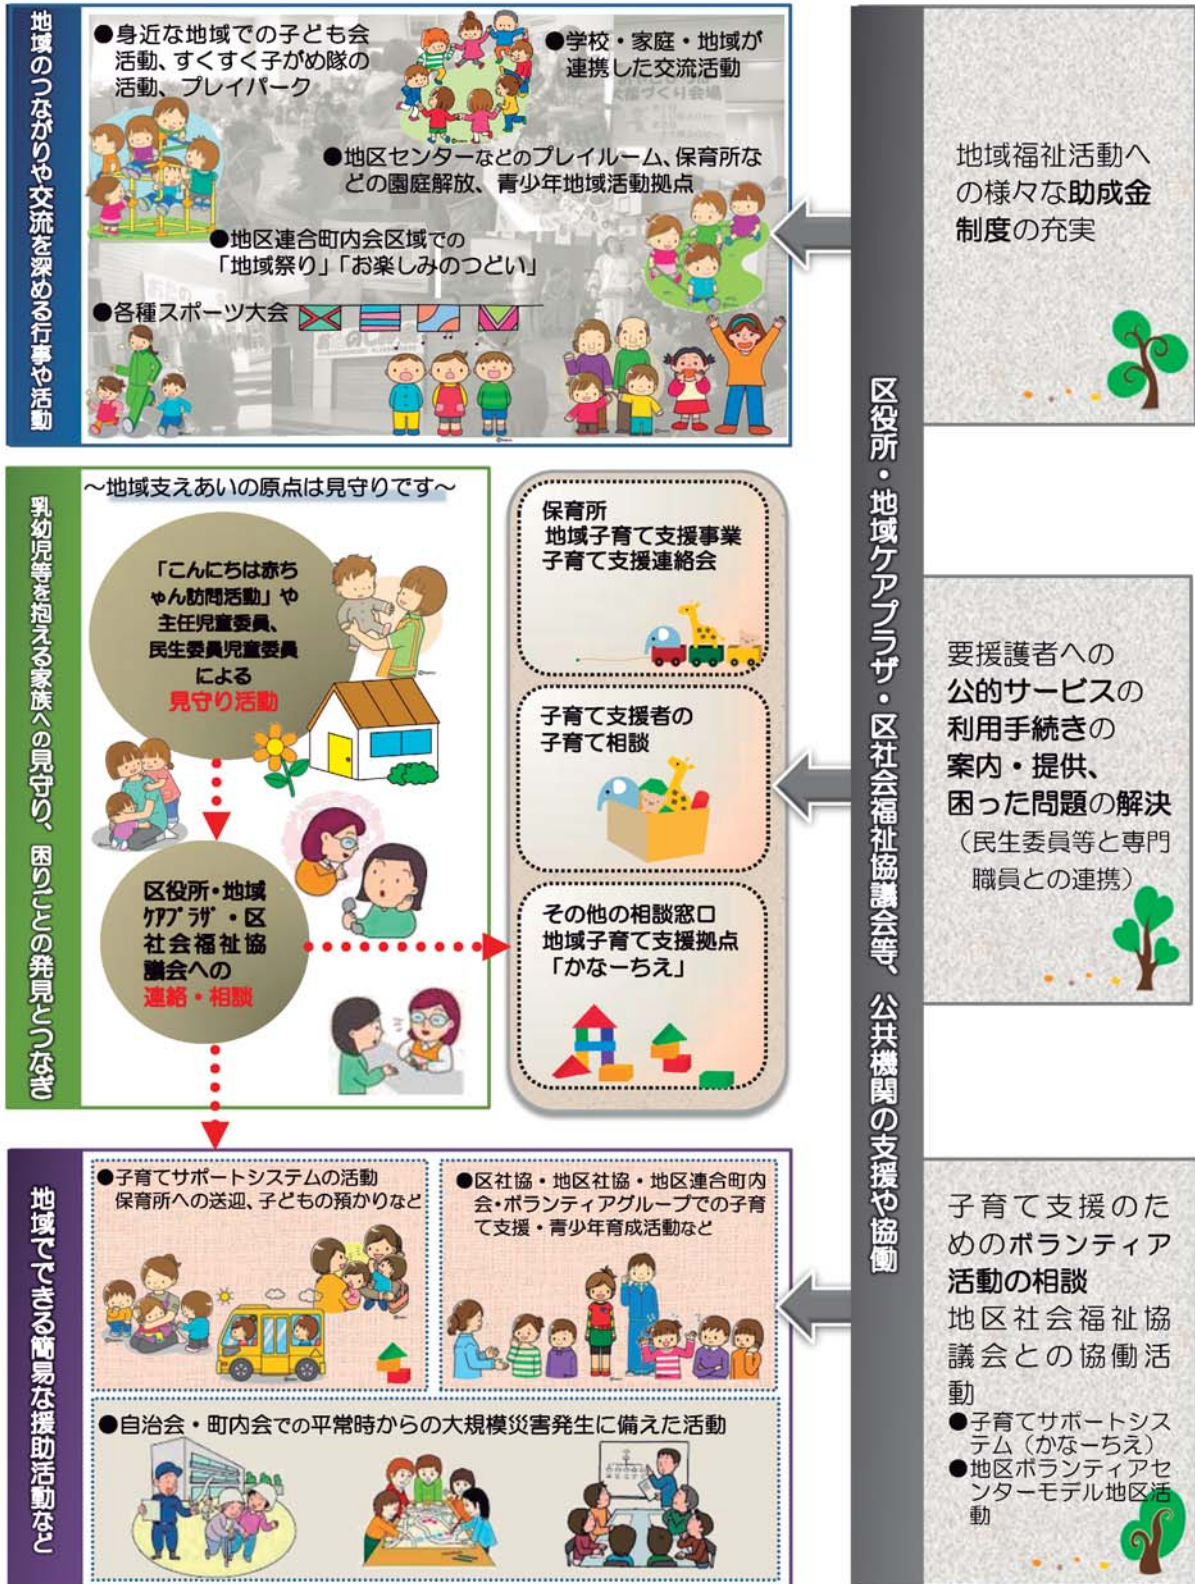 地域のつながりや交流を深める行事や活動
●身近な地域での子ども会
活動、すくすく子がめ隊の
活動、プレイパーク
●学校・家庭・地域が
連携した交流活動
●地区センターなどのプレイルーム、保育所な
どの園庭解放、青少年地域活動拠点
●地区連合町内会区域での
「地域祭り」「お楽しみのつどい」
●各種スポーツ大会
乳幼児等を抱える家族への見守り、困りごとの発見とつなぎ
～地域支えあいの原点は見守りです～
「こんにちは赤ち
ゃん訪問活動」や
主任児童委員、
民生委員児童委員
による
見守り活動
区役所・地域
ケアプラザ・区
社会福祉協
議会への
連絡・相談
保育所
地域子育て支援事業
子育て支援連絡会
子育て支援者の
子育て相談
その他の相談窓口
地域子育て支援拠点
「かなーちえ」
地域でできる簡易な援助活動など
●子育てサポートシステムの活動
保育所への送迎、子どもの預かりなど
●区社協・地区社協・地区連合町内
会・ボランティアグループでの子育
て支援・青少年育成活動など
●自治会・町内会での平常時からの大規模災害発生に備えた活動
区役所・地域ケアプラザ・区社会福祉協議会等、公共機関の支援や協働
地域福祉活動へ
の様々な助成金
制度の充実
要援護者への
公的サービスの
利用手続きの
案内・提供、
困った問題の解決
（民生委員等と専門
職員との連携）
子育て支援のた
めのボランティア
活動の相談
地区社会福祉協
議会との協働活
動
●子育てサポートシス
テム（かなーちえ）
●地区ボランティアセ
ンターモデル地区活
動